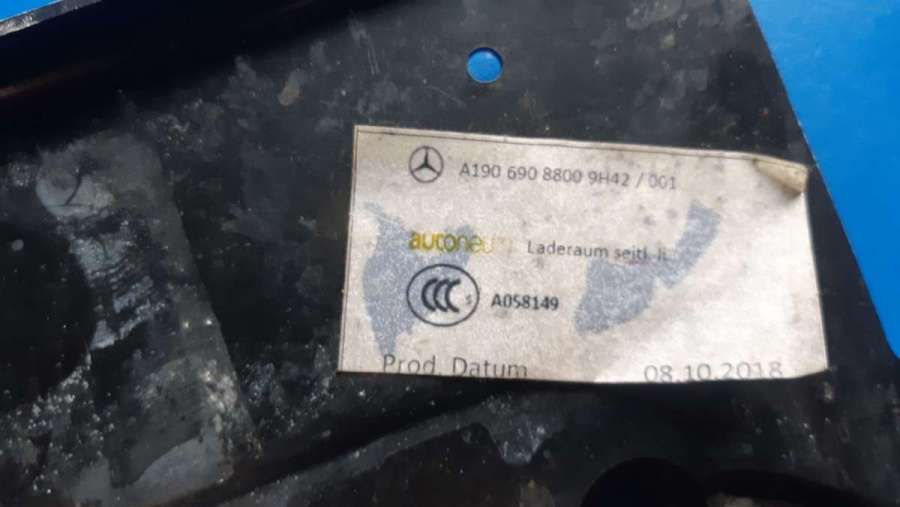 A190 690 8800 9H42 / 001
autoneum Laderaum seitl. li.
CCC S A058149
Prod. Datum 08.10.2018